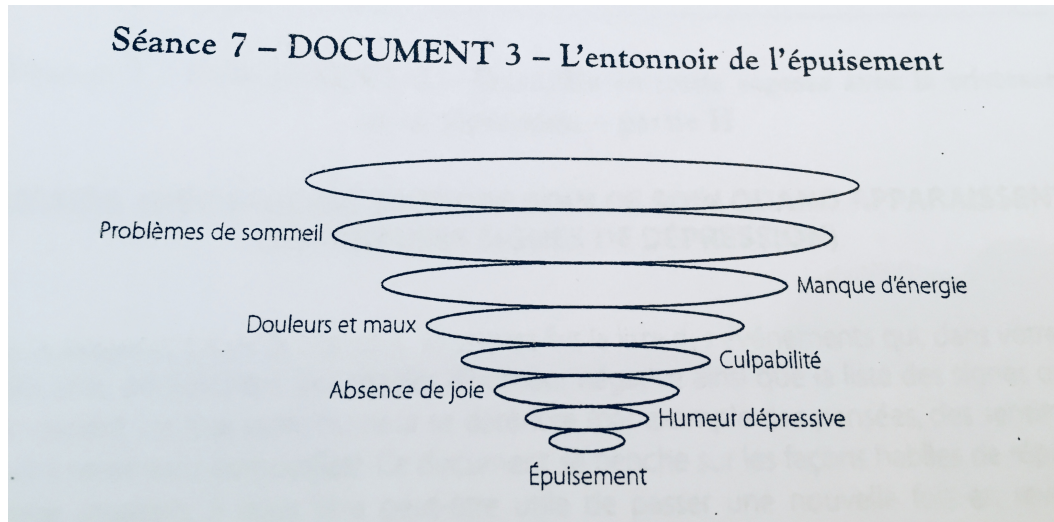 Séance 7 – DOCUMENT 3 – L'entonnoir de l'épuisement
Problèmes de sommeil
Manque d'énergie
Douleurs et maux
Culpabilité
Absence de joie
Humeur dépressive
Épuisement